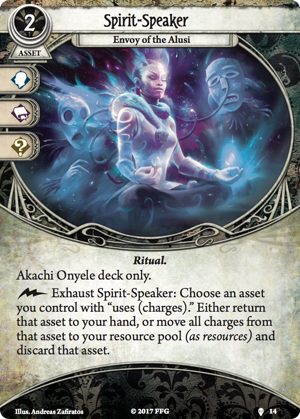 2
Spirit-Speaker
Envoy of the Alusi
ASSET
?
Ritual.
Akachi Onyele deck only.
Exhaust Spirit-Speaker: Choose an asset
you control with “uses (charges).” Either return
that asset to your hand, or move all charges from
that asset to your resource pool (as resources) and
discard that asset.
Illus. Andreas Zafiratos
© 2017 FFG
14